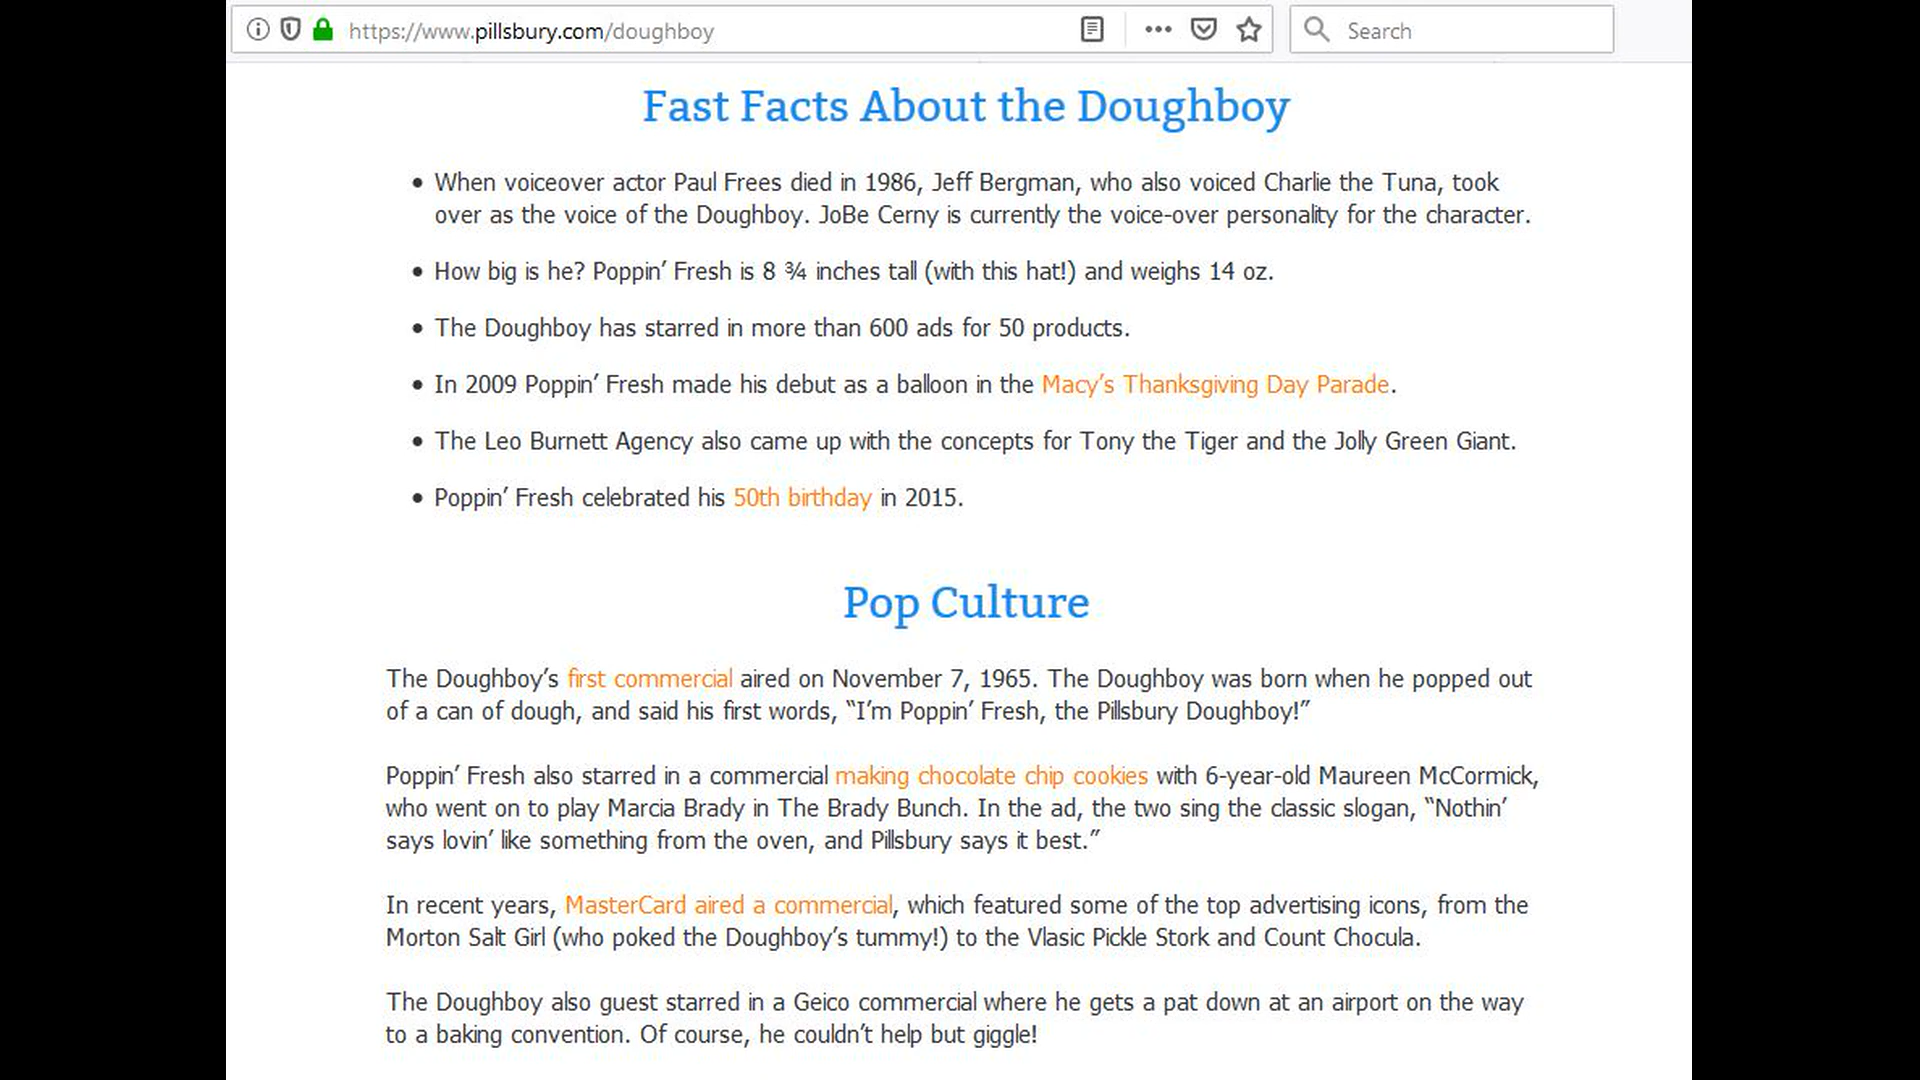 https://www.pillsbury.com/doughboy
Search
Fast Facts About the Doughboy
• When voiceover actor Paul Frees died in 1986, Jeff Bergman, who also voiced Charlie the Tuna, took
over as the voice of the Doughboy. JoBe Cerny is currently the voice-over personality for the character.
• How big is he? Poppin’ Fresh is 8 ¾ inches tall (with this hat!) and weighs 14 oz.
• The Doughboy has starred in more than 600 ads for 50 products.
• In 2009 Poppin’ Fresh made his debut as a balloon in the Macy’s Thanksgiving Day Parade.
• The Leo Burnett Agency also came up with the concepts for Tony the Tiger and the Jolly Green Giant.
• Poppin’ Fresh celebrated his 50th birthday in 2015.
Pop Culture
The Doughboy’s first commercial aired on November 7, 1965. The Doughboy was born when he popped out
of a can of dough, and said his first words, “I’m Poppin’ Fresh, the Pillsbury Doughboy!”
Poppin’ Fresh also starred in a commercial making chocolate chip cookies with 6-year-old Maureen McCormick,
who went on to play Marcia Brady in The Brady Bunch. In the ad, the two sing the classic slogan, “Nothin’
says lovin’ like something from the oven, and Pillsbury says it best.”
In recent years, MasterCard aired a commercial, which featured some of the top advertising icons, from the
Morton Salt Girl (who poked the Doughboy’s tummy!) to the Vlasic Pickle Stork and Count Chocula.
The Doughboy also guest starred in a Geico commercial where he gets a pat down at an airport on the way
to a baking convention. Of course, he couldn’t help but giggle!